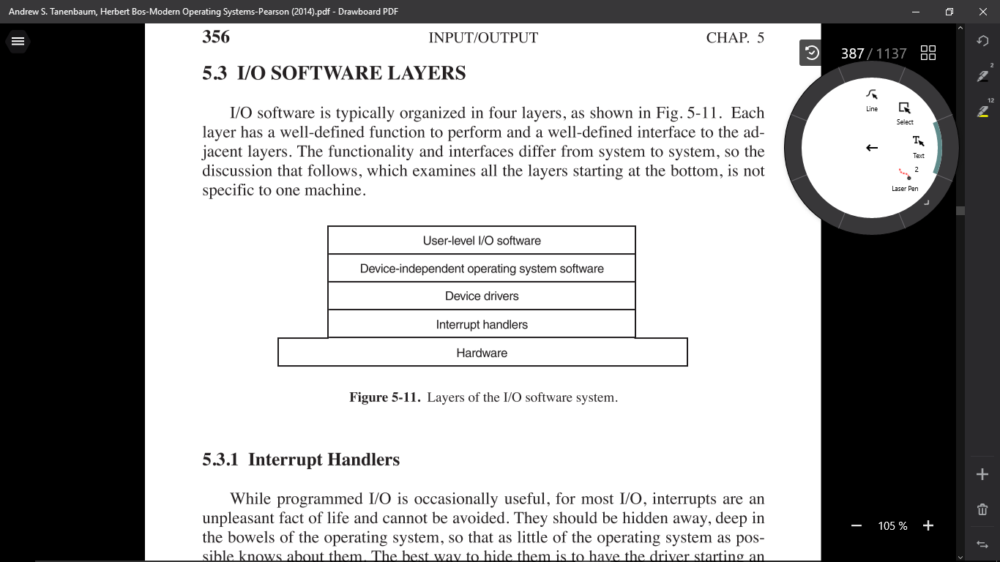 Andrew S. Tanenbaum, Herbert Bos-Modern Operating Systems-Pearson (2014).pdf - Drawboard PDF
356 INPUT/OUTPUT CHAP. 5
387 / 1137
5.3 I/O SOFTWARE LAYERS
2
Line
12
Select
Text
2
Laser Pen
I/O software is typically organized in four layers, as shown in Fig. 5-11. Each
layer has a well-defined function to perform and a well-defined interface to the ad-
jacent layers. The functionality and interfaces differ from system to system, so the
discussion that follows, which examines all the layers starting at the bottom, is not
specific to one machine.
User-level I/O software
Device-independent operating system software
Device drivers
Interrupt handlers
Hardware
Figure 5-11. Layers of the I/O software system.
5.3.1 Interrupt Handlers
While programmed I/O is occasionally useful, for most I/O, interrupts are an
unpleasant fact of life and cannot be avoided. They should be hidden away, deep in
the bowels of the operating system, so that as little of the operating system as pos-
sible knows about them. The best way to hide them is to have the driver starting an
105 %